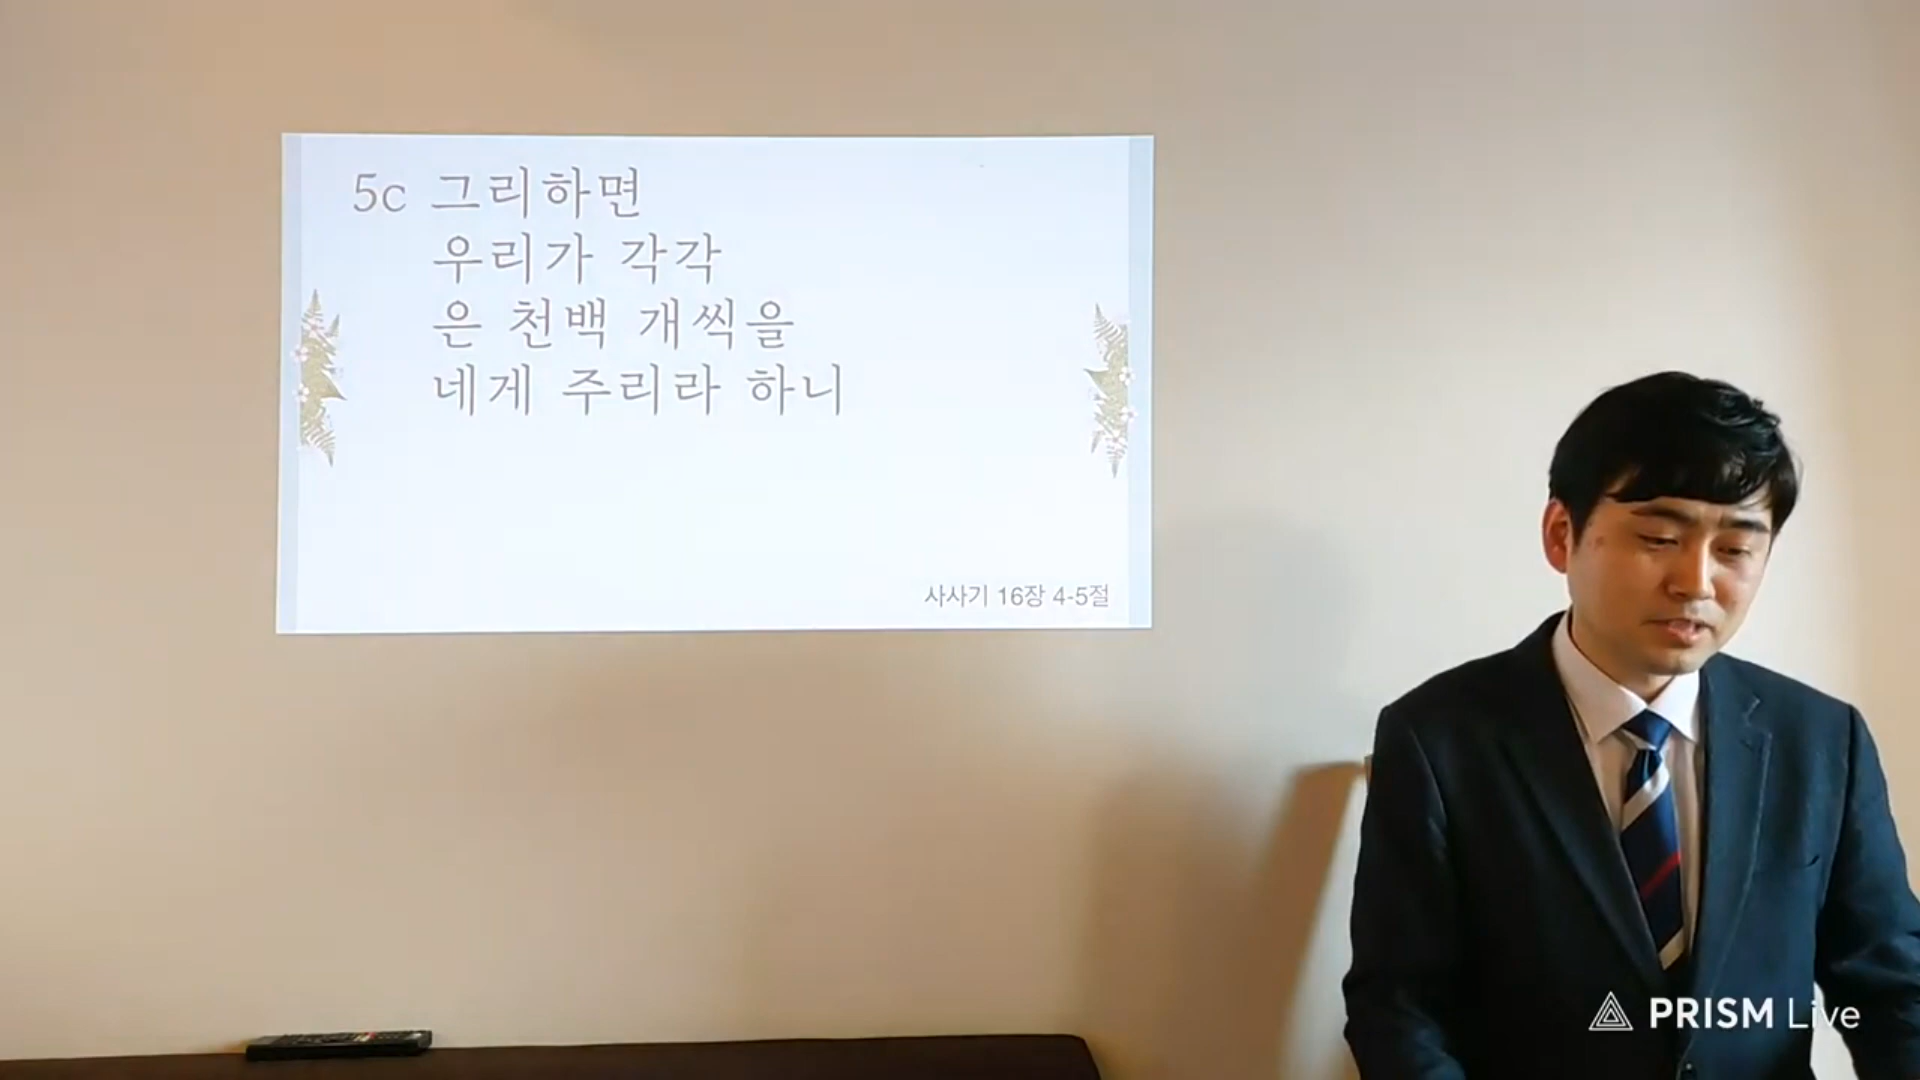 5c 그리하면
우리가 각각
은 천백 개씩을
네게 주리라 하니
사사기 16장 4-5절
PRISM Live